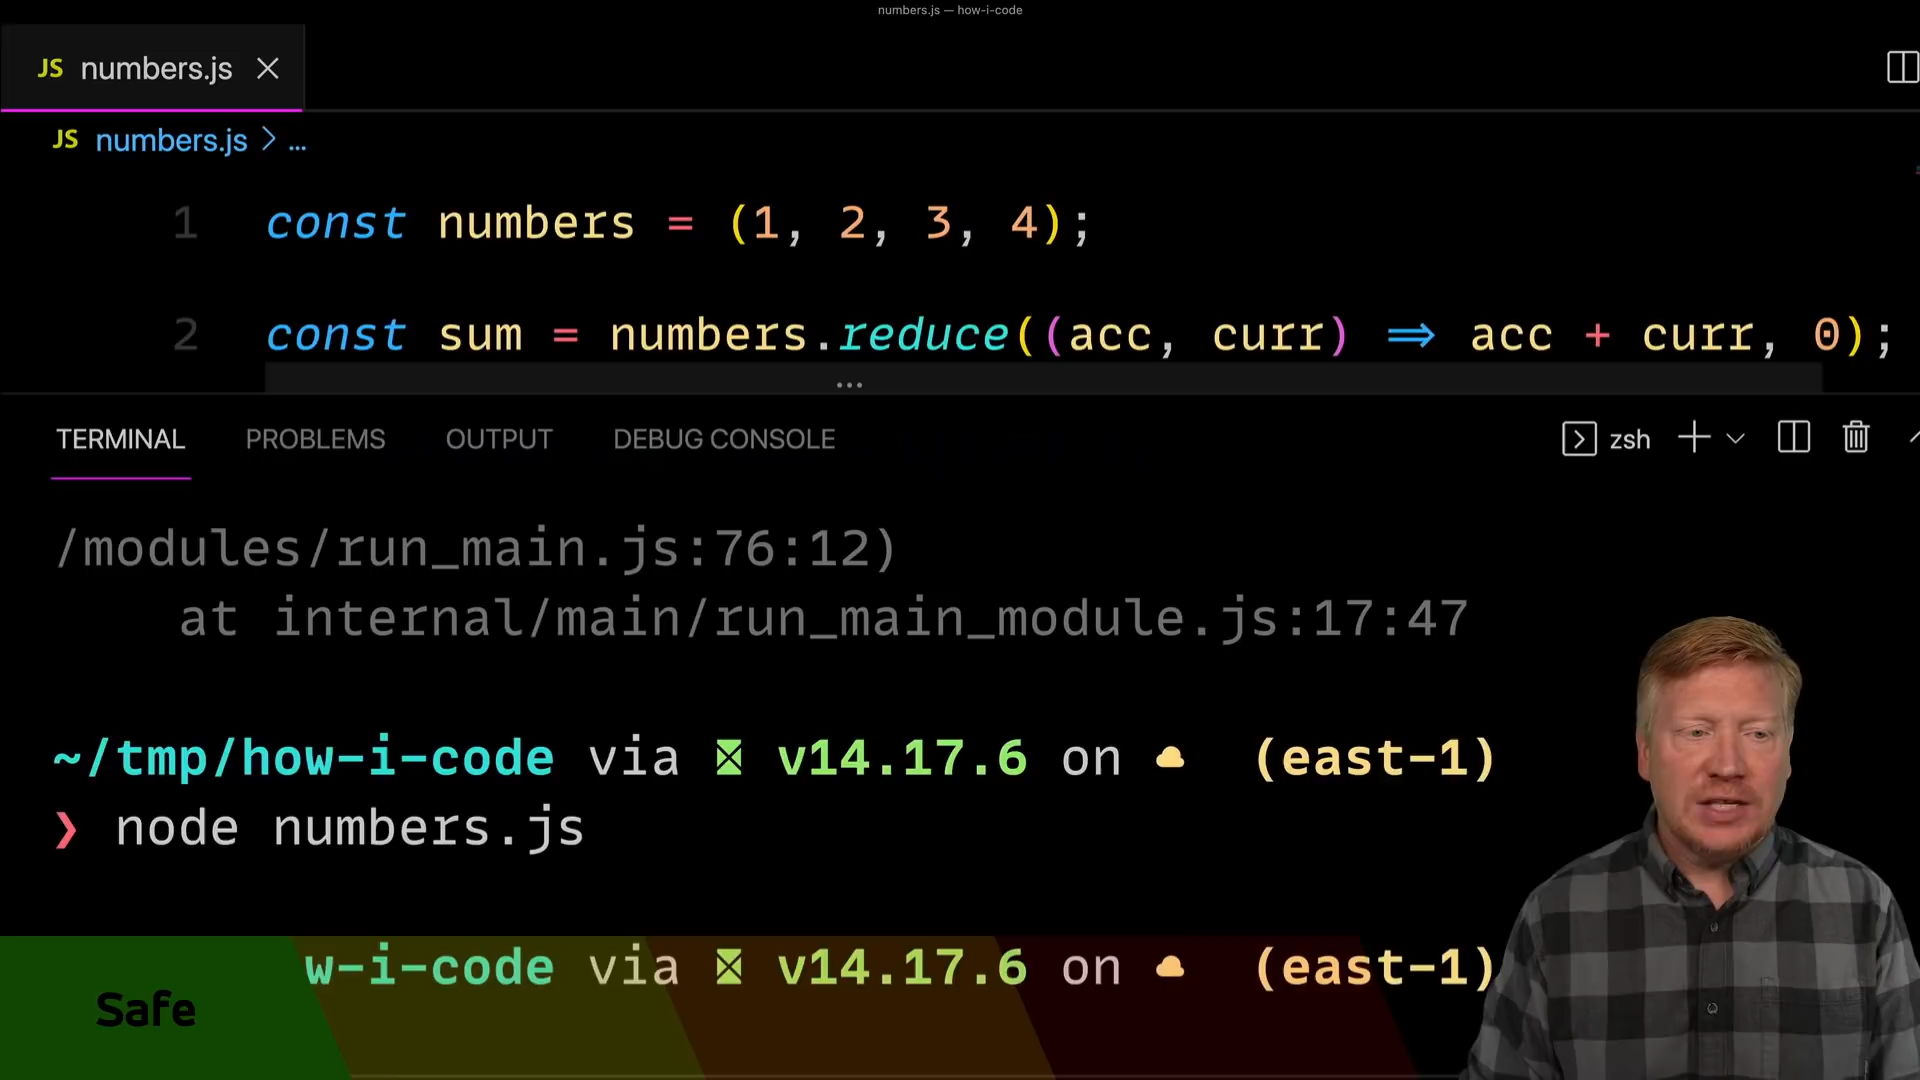 numbers.js — how-i-code
JS numbers.js
JS numbers.js > ...
1 const numbers = (1, 2, 3, 4);
2 const sum = numbers.reduce((acc, curr) => acc + curr, 0);
TERMINAL PROBLEMS OUTPUT DEBUG CONSOLE zsh
/modules/run_main.js:76:12)
at internal/main/run_main_module.js:17:47
~/tmp/how-i-code via v14.17.6 on (east-1)
❯ node numbers.js
w-i-code via v14.17.6 on (east-1)
Safe